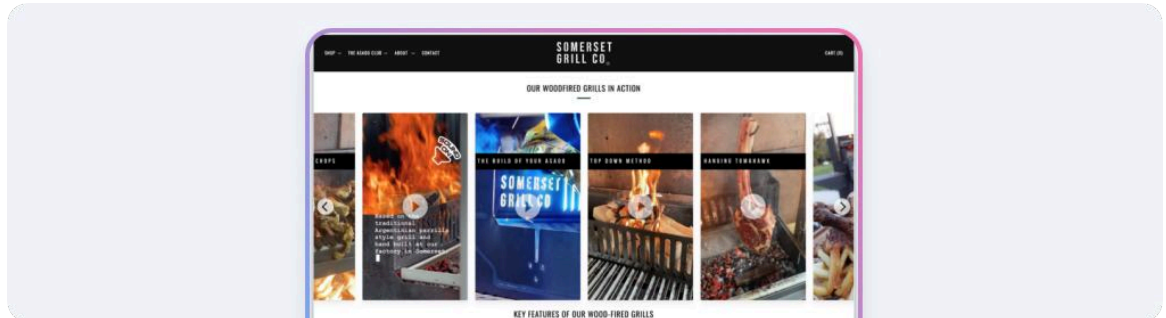 SHOP
THE ASADO CLUB
ABOUT
CONTACT
SOMERSET
GRILL CO
CART (0)
OUR WOODFIRED GRILLS IN ACTION
CHOPS
SOUND
ON
THE BUILD OF YOUR ASADO
TOP DOWN METHOD
HANGING TOMAHAWK
SOMERSET
GRILL CO
Based on the
traditional
Argentinian parrilla
style grill and
hand built at our
factory in Somerset
KEY FEATURES OF OUR WOOD-FIRED GRILLS